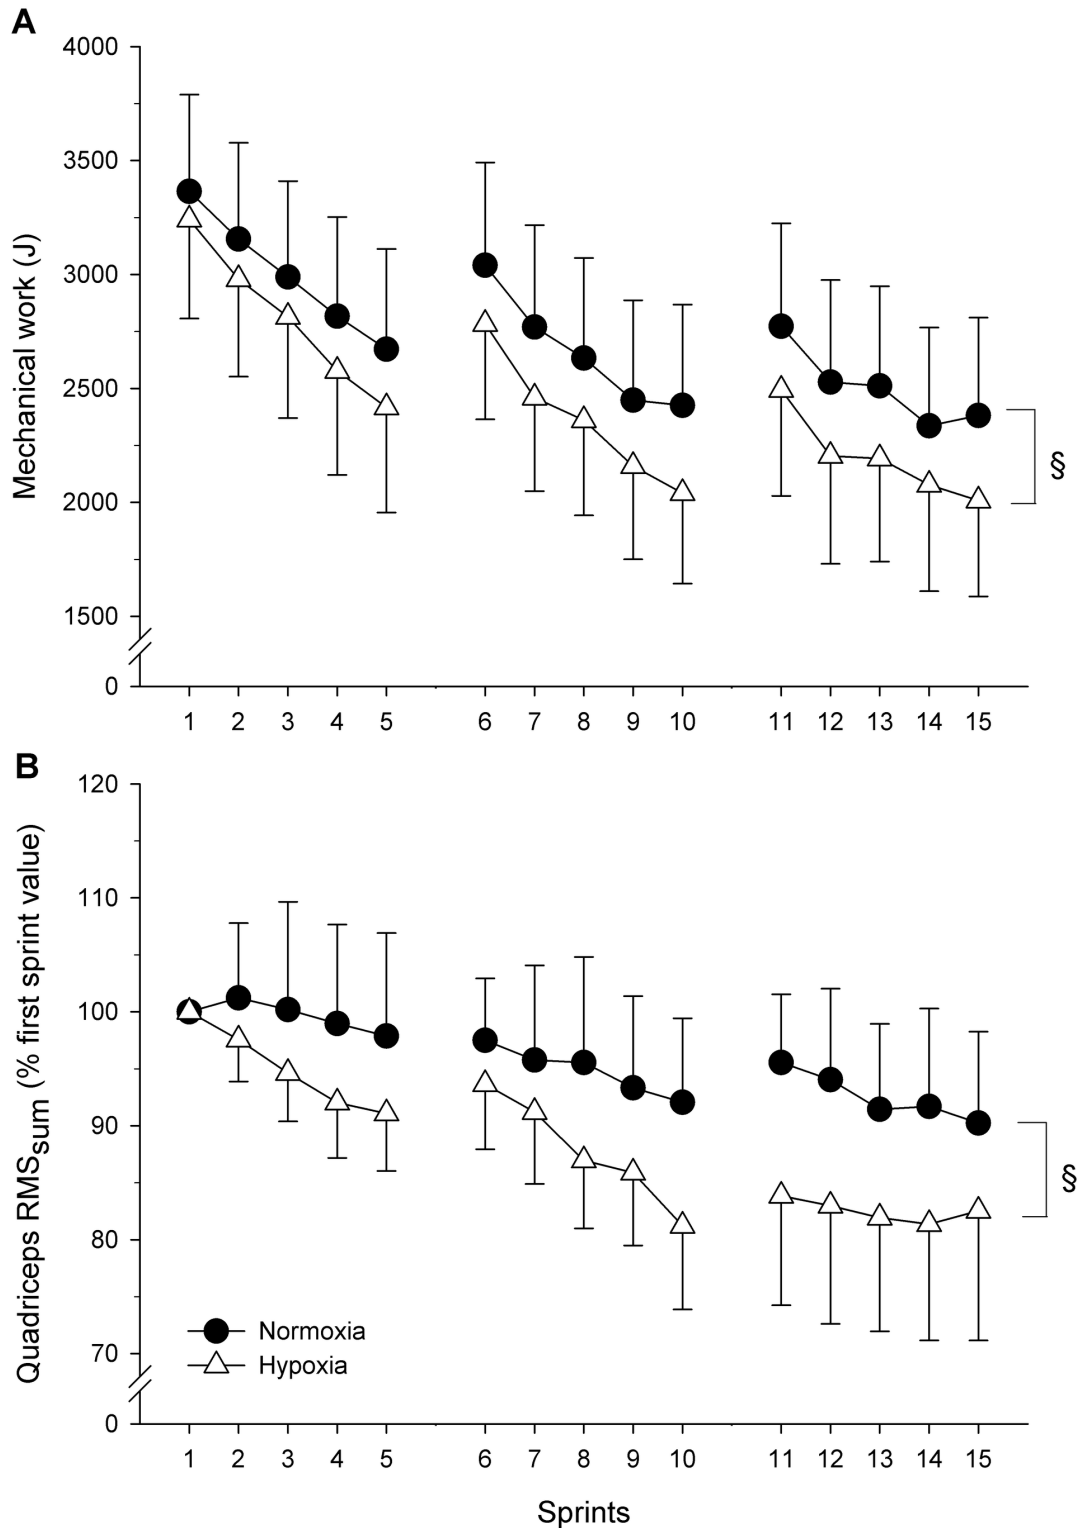 A
4000
3500
3000
2500
2000
1500
0
Mechanical work (J)
§
1 2 3 4 5 6 7 8 9 10 11 12 13 14 15
B
120
110
100
90
80
70
0
Quadriceps RMSsum (% first sprint value)
§
Normoxia
Hypoxia
1 2 3 4 5 6 7 8 9 10 11 12 13 14 15
Sprints